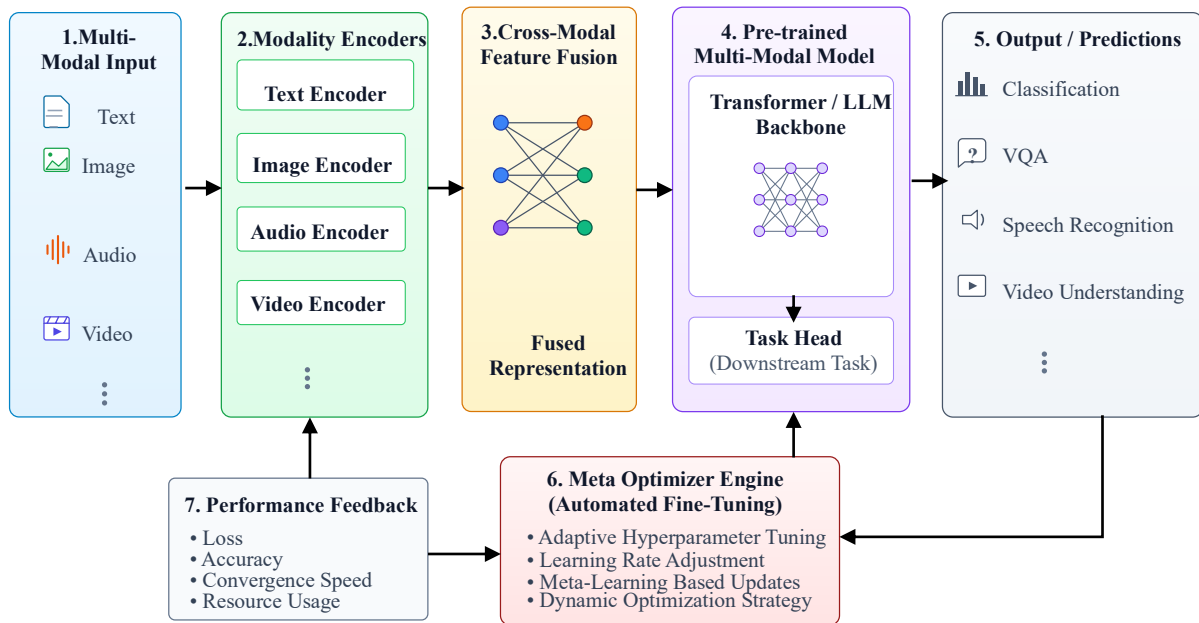 1.Multi-
Modal Input
Text
Image
Audio
Video
2.Modality Encoders
Text Encoder
Image Encoder
Audio Encoder
Video Encoder
3.Cross-Modal
Feature Fusion
Fused
Representation
4. Pre-trained
Multi-Modal Model
Transformer / LLM
Backbone
Task Head
(Downstream Task)
5. Output / Predictions
Classification
?
VQA
Speech Recognition
Video Understanding
7. Performance Feedback
• Loss
• Accuracy
• Convergence Speed
• Resource Usage
6. Meta Optimizer Engine
(Automated Fine-Tuning)
• Adaptive Hyperparameter Tuning
• Learning Rate Adjustment
• Meta-Learning Based Updates
• Dynamic Optimization Strategy